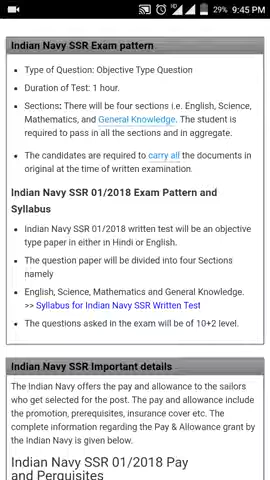 29% 9:45 PM
Indian Navy SSR Exam pattern
Type of Question: Objective Type Question
Duration of Test: 1 hour.
Sections: There will be four sections i.e. English, Science,
Mathematics, and General Knowledge. The student is
required to pass in all the sections and in aggregate.
The candidates are required to carry all the documents in
original at the time of written examination.
Indian Navy SSR 01/2018 Exam Pattern and
Syllabus
Indian Navy SSR 01/2018 written test will be an objective
type paper in either in Hindi or English.
The question paper will be divided into four Sections
namely
English, Science, Mathematics and General Knowledge.
>> Syllabus for Indian Navy SSR Written Test
The questions asked in the exam will be of 10+2 level.
Indian Navy SSR Important details
The Indian Navy offers the pay and allowance to the sailors
who get selected for the post. The pay and allowance include
the promotion, prerequisites, insurance cover etc. The
complete information regarding the Pay & Allowance grant by
the Indian Navy is given below.
Indian Navy SSR 01/2018 Pay
and Perquisites